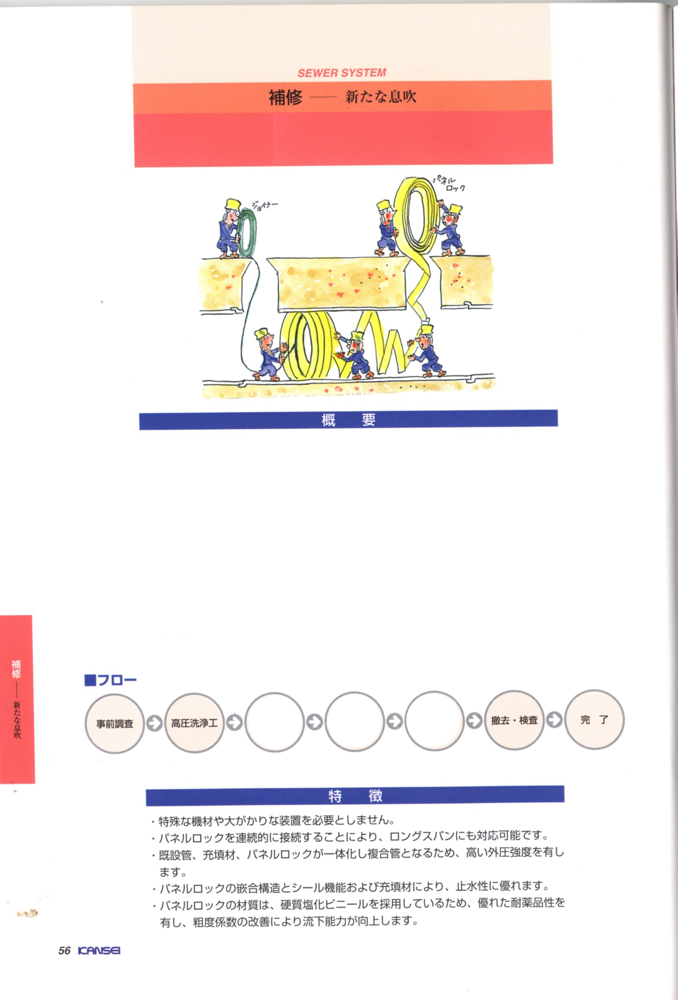 SEWER SYSTEM
補修 ── 新たな息吹
パネル
ロック
ジョイナー
概　要
補修 ── 新たな息吹
■フロー
事前調査
高圧洗浄工
撤去・検査
完　了
特　徴
・特殊な機材や大がかりな装置を必要としません。
・パネルロックを連続的に接続することにより、ロングスパンにも対応可能です。
・既設管、充填材、パネルロックが一体化し複合管となるため、高い外圧強度を有し
ます。
・パネルロックの嵌合構造とシール機能および充填材により、止水性に優れます。
・パネルロックの材質は、硬質塩化ビニールを採用しているため、優れた耐薬品性を
有し、粗度係数の改善により流下能力が向上します。
56 KANSEI